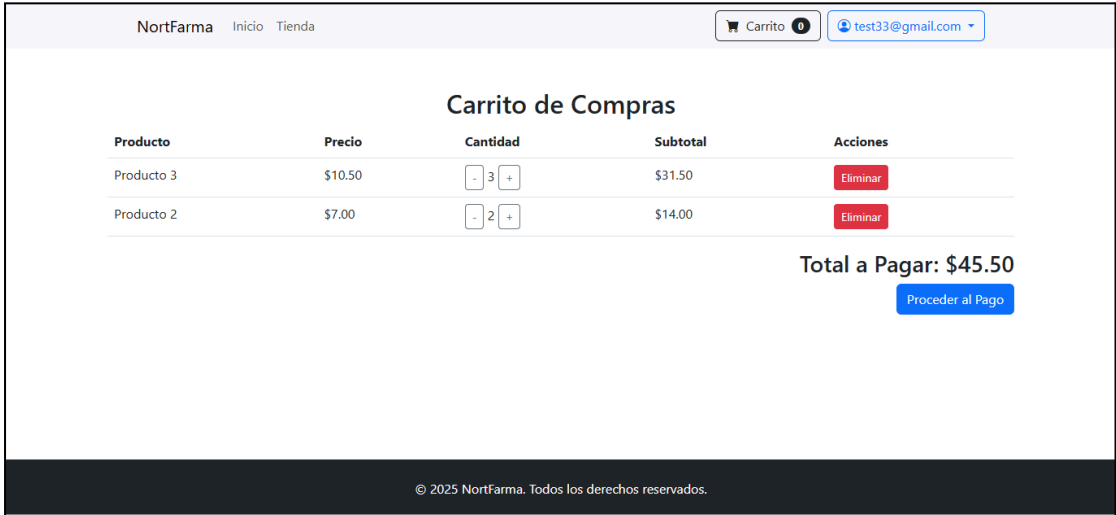 NortFarma Inicio Tienda Carrito 0 test33@gmail.com
Carrito de Compras
Producto Precio Cantidad Subtotal Acciones
Producto 3 $10.50 - 3 + $31.50 Eliminar
Producto 2 $7.00 - 2 + $14.00 Eliminar
Total a Pagar: $45.50
Proceder al Pago
© 2025 NortFarma. Todos los derechos reservados.